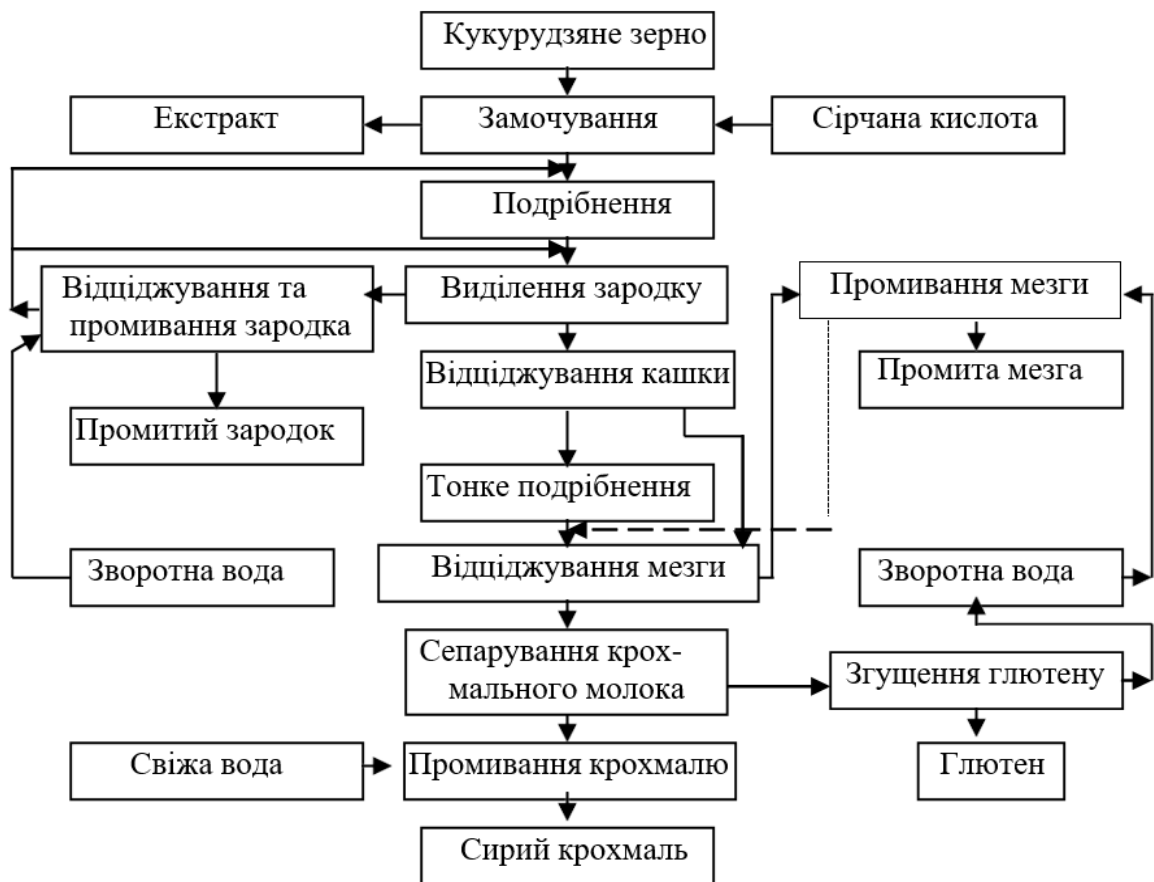 Кукурудзяне зерно
Екстракт
Замочування
Сірчана кислота
Подрібнення
Відціджування та
промивання зародка
Виділення зародку
Промивання мезги
Відціджування кашки
Промита мезга
Промитий зародок
Тонке подрібнення
Зворотна вода
Відціджування мезги
Зворотна вода
Сепарування крох-
мального молока
Згущення глютену
Свіжа вода
Промивання крохмалю
Глютен
Сирий крохмаль